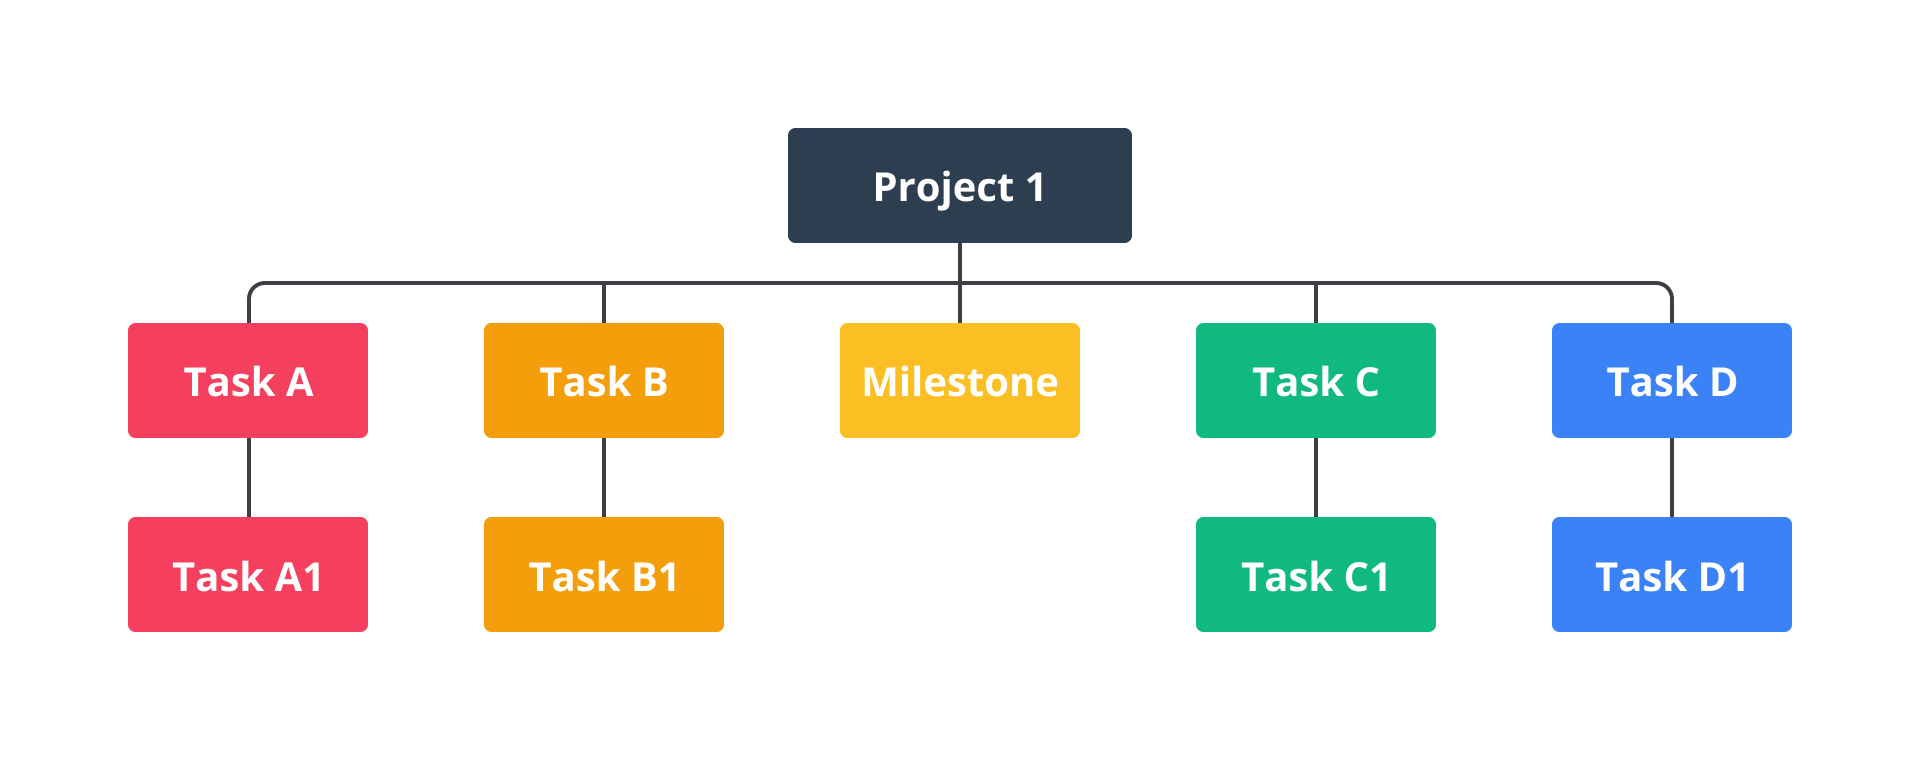 Project 1
Task A
Task B
Milestone
Task C
Task D
Task A1
Task B1
Task C1
Task D1